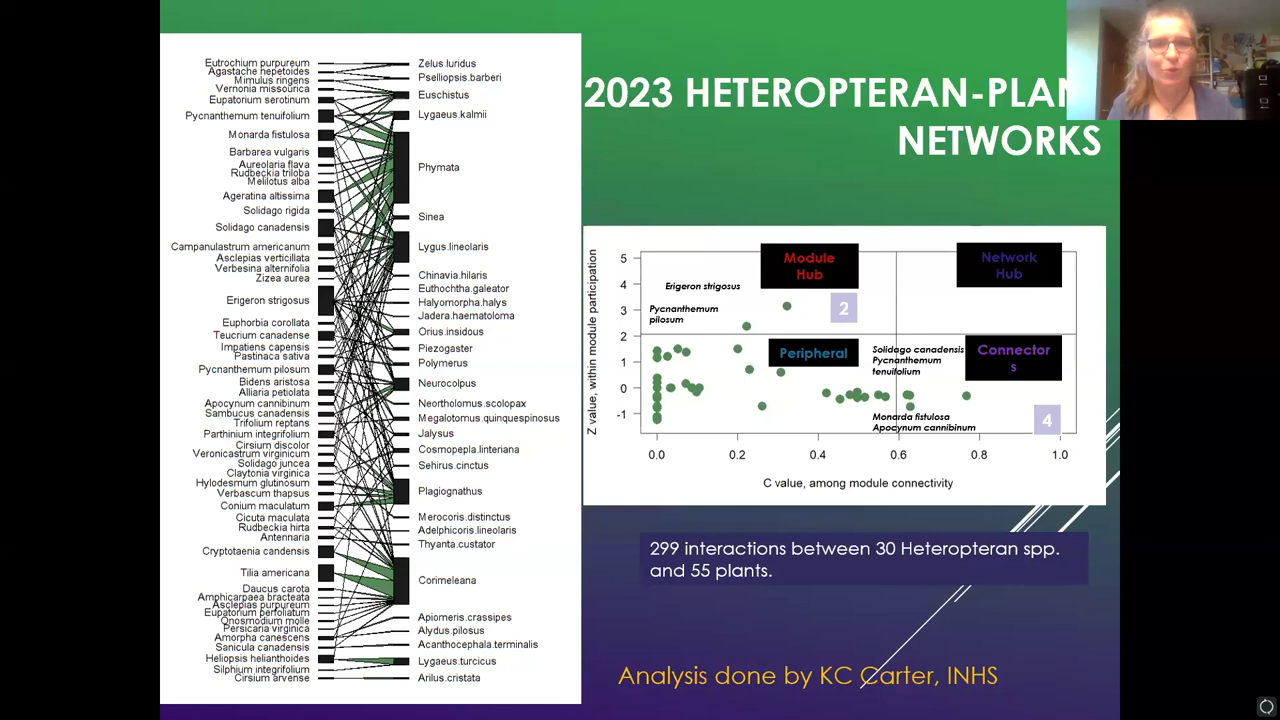 2023 HETEROPTERAN-PLAN
NETWORKS
Eutrochium purpureum
Agastache hepetoides
Mimulus ringens
Vernonia missourica
Eupatorium serotinum
Pycnanthemum tenuifolium
Monarda fistulosa
Barbarea vulgaris
Aureolaria flava
Rudbeckia triloba
Melilotus alba
Ageratina altissima
Solidago rigida
Solidago canadensis
Campanulastrum americanum
Asclepias verticillata
Verbesina alternifolia
Zizea aurea
Erigeron strigosus
Euphorbia corollata
Teucrium canadense
Impatiens capensis
Pastinaca sativa
Pycnanthemum pilosum
Bidens aristosa
Alliaria petiolata
Apocynum cannibinum
Sambucus canadensis
Trifolium reptans
Parthinium integrifolium
Cirsium discolor
Veronicastrum virginicum
Solidago juncea
Claytonia virginica
Hylodesmum glutinosum
Verbascum thapsus
Conium maculatum
Cicuta maculata
Rudbeckia hirta
Antennaria
Cryptotaenia candensis
Tilia americana
Daucus carota
Amphicarpaea bracteata
Asclepias purpureum
Eupatorium perfoliatum
Onosmodium molle
Persicaria virginica
Amorpha canescens
Sanicula canadensis
Heliopsis helianthoides
Silphium integrifolium
Cirsium arvense
Zelus.luridus
Pselliopsis.barberi
Euschistus
Lygaeus.kalmii
Phymata
Sinea
Lygus.lineolaris
Chinavia.hilaris
Euthochtha.galeator
Halyomorpha.halys
Jadera.haematoloma
Orius.insidous
Piezogaster
Polymerus
Neurocolpus
Neortholomus.scolopax
Megalotomus.quinquespinosus
Jalysus
Cosmopepla.linteriana
Sehirus.cinctus
Plagiognathus
Merocoris.distinctus
Adelphicoris.lineolaris
Thyanta.custator
Corimeleana
Apiomeris.crassipes
Alydus.pilosus
Acanthocephala.terminalis
Lygaeus.turcicus
Arilus.cristata
Z value, within module participation
5
4
3
2
1
0
-1
Module
Hub
Network
Hub
Erigeron strigosus
Pycnanthemum
pilosum
2
Peripheral
Solidago canadensis
Pycnanthemum
tenuifolium
Connector
s
Monarda fistulosa
Apocynum cannibinum
4
0.0 0.2 0.4 0.6 0.8 1.0
C value, among module connectivity
299 interactions between 30 Heteropteran spp.
and 55 plants.
Analysis done by KC Carter, INHS